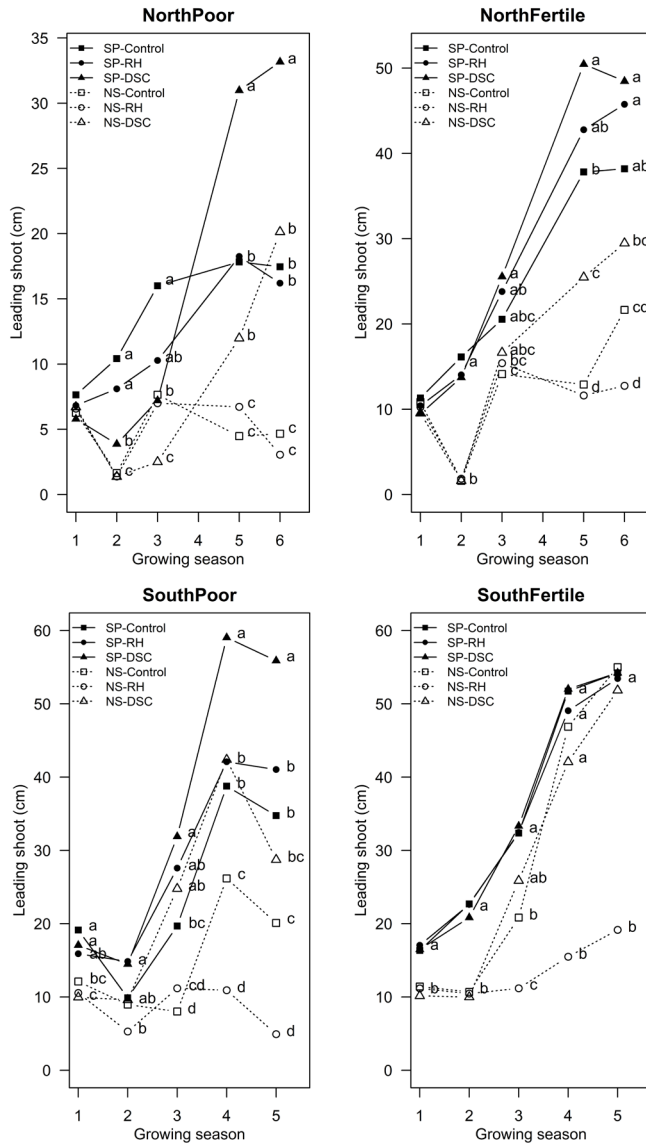 NorthPoor
35
30
25
20
15
10
5
0
Leading shoot (cm)
SP-Control
SP-RH
SP-DSC
NS-Control
NS-RH
NS-DSC
a
a
a
a
a
ab
b
b
b
b
b
b
b
c
c
c
c
c
c
1 2 3 4 5 6
Growing season
NorthFertile
50
40
30
20
10
0
Leading shoot (cm)
SP-Control
SP-RH
SP-DSC
NS-Control
NS-RH
NS-DSC
a
a
a
ab
b
ab
a
ab
abc
a
abc
bc
c
b
c
d
bc
cd
d
1 2 3 4 5 6
Growing season
SouthPoor
60
50
40
30
20
10
0
Leading shoot (cm)
SP-Control
SP-RH
SP-DSC
NS-Control
NS-RH
NS-DSC
a
a
ab
bc
c
a
ab
b
a
ab
ab
bc
cd
d
a
b
b
c
d
a
b
b
bc
c
d
1 2 3 4 5
Growing season
SouthFertile
60
50
40
30
20
10
0
Leading shoot (cm)
SP-Control
SP-RH
SP-DSC
NS-Control
NS-RH
NS-DSC
a
b
a
b
a
ab
b
c
a
a
a
b
a
b
1 2 3 4 5
Growing season